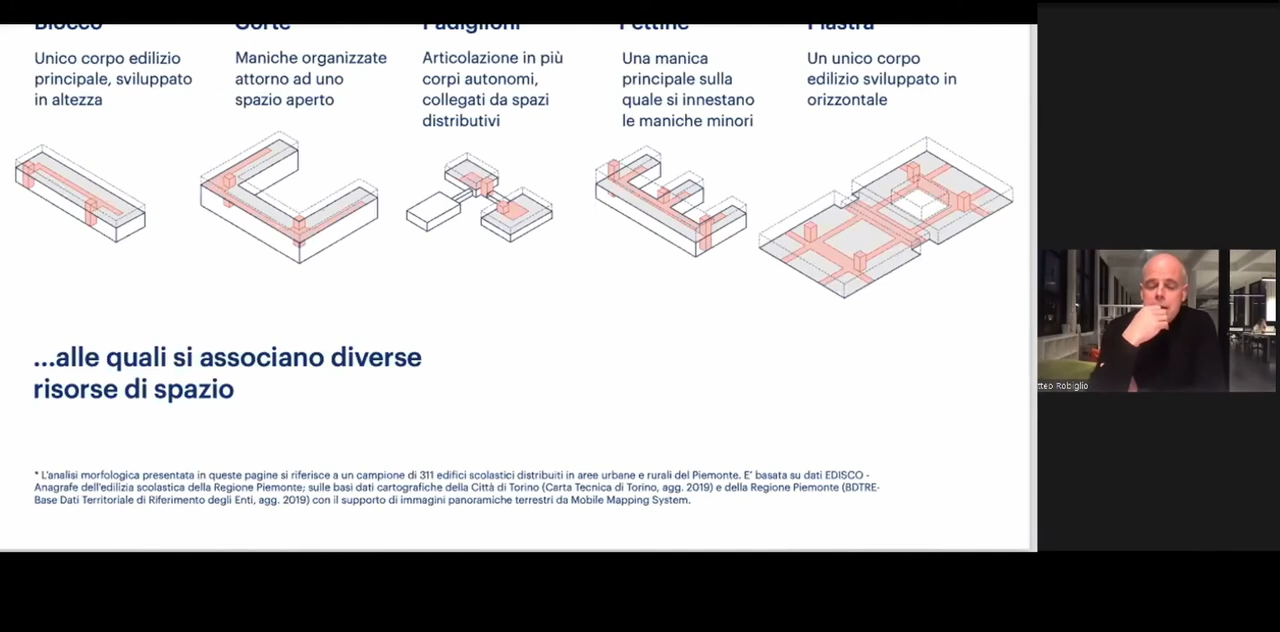 Blocco
Corte
Padiglioni
Pettine
Piastra
Unico corpo edilizio
principale, sviluppato
in altezza
Maniche organizzate
attorno ad uno
spazio aperto
Articolazione in più
corpi autonomi,
collegati da spazi
distributivi
Una manica
principale sulla
quale si innestano
le maniche minori
Un unico corpo
edilizio sviluppato in
orizzontale
...alle quali si associano diverse
risorse di spazio
* L'analisi morfologica presentata in queste pagine si riferisce a un campione di 311 edifici scolastici distribuiti in aree urbane e rurali del Piemonte. E' basata su dati EDISCO -
Anagrafe dell'edilizia scolastica della Regione Piemonte; sulle basi dati cartografiche della Città di Torino (Carta Tecnica di Torino, agg. 2019) e della Regione Piemonte (BDTRE-
Base Dati Territoriale di Riferimento degli Enti, agg. 2019) con il supporto di immagini panoramiche terrestri da Mobile Mapping System.
tteo Robiglio